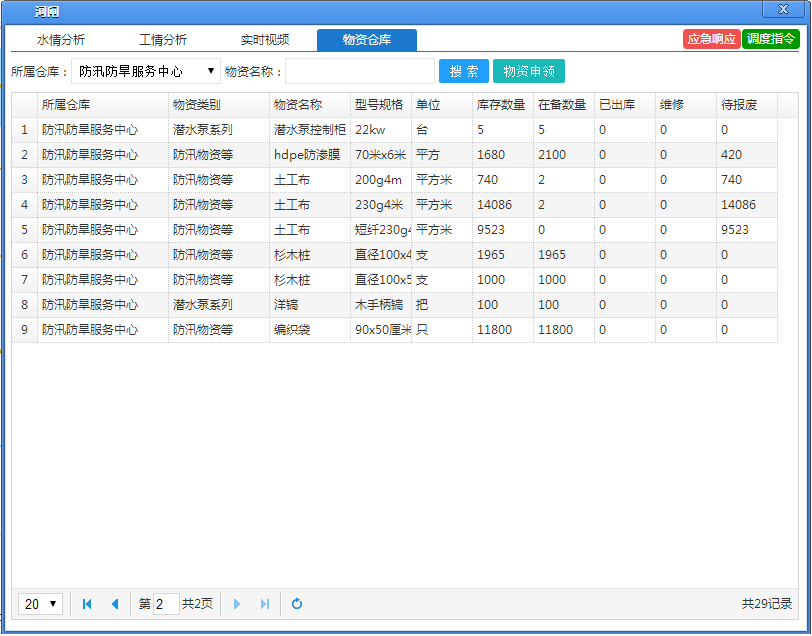 河闸 X
水情分析 工情分析 实时视频 物资仓库 应急响应 调度指令
所属仓库： 防汛防旱服务中心 物资名称： 搜 索 物资申领
所属仓库 物资类别 物资名称 型号规格 单位 库存数量 在备数量 已出库 维修 待报废
1 防汛防旱服务中心 潜水泵系列 潜水泵控制柜 22kw 台 5 5 0 0 0
2 防汛防旱服务中心 防汛物资等 hdpe防渗膜 70米x6米 平方 1680 2100 0 0 420
3 防汛防旱服务中心 防汛物资等 土工布 200g4m 平方米 740 2 0 0 740
4 防汛防旱服务中心 防汛物资等 土工布 230g4米 平方米 14086 2 0 0 14086
5 防汛防旱服务中心 防汛物资等 土工布 短纤230g4 平方米 9523 0 0 0 9523
6 防汛防旱服务中心 防汛物资等 杉木桩 直径100x4 支 1965 1965 0 0 0
7 防汛防旱服务中心 防汛物资等 杉木桩 直径100x5 支 1000 1000 0 0 0
8 防汛防旱服务中心 潜水泵系列 洋镐 木手柄镐 把 100 100 0 0 0
9 防汛防旱服务中心 防汛物资等 编织袋 90x50厘米 只 11800 11800 0 0 0
20 第 2 共2页 共29记录